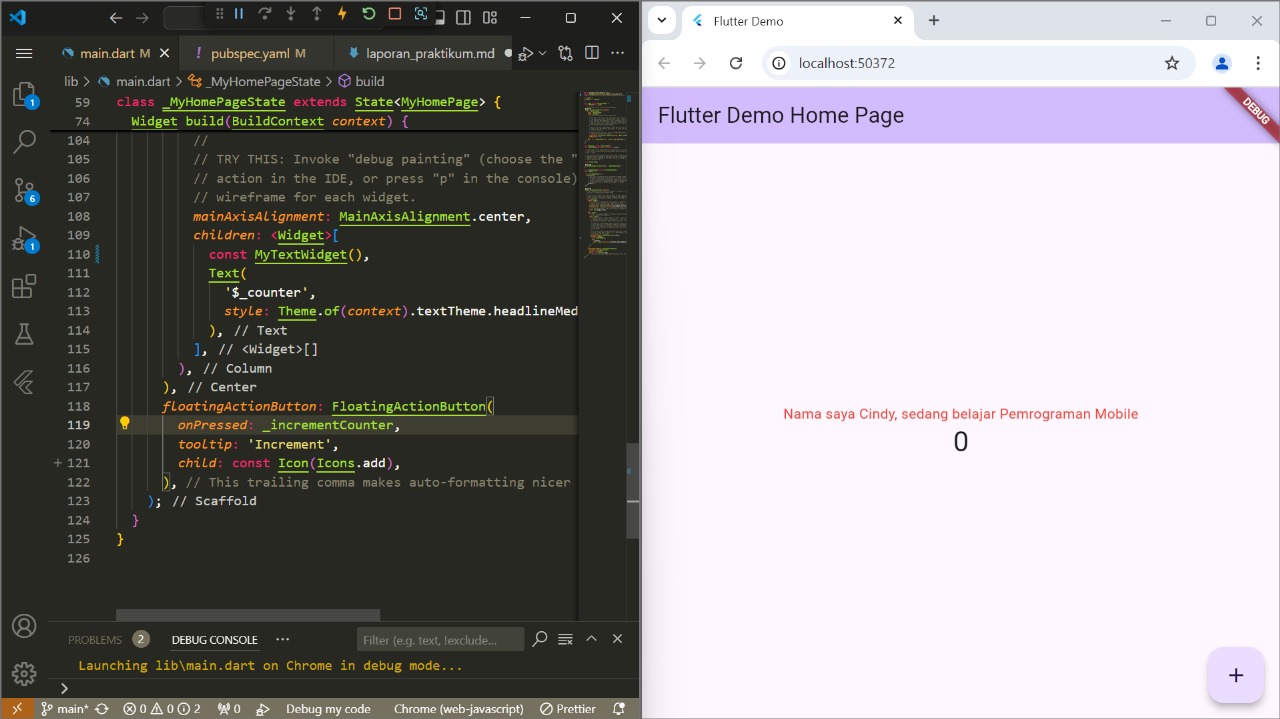 main.dart M
pubspec.yaml M
laporan_praktikum.md
lib > main.dart > _MyHomePageState > build
59 class _MyHomePageState extends State<MyHomePage> {
74 Widget build(BuildContext context) {
104 //
105 // TRY THIS: Invoke "debug painting" (choose the "
106 // action in the IDE, or press "p" in the console)
107 // wireframe for each widget.
108 mainAxisAlignment: MainAxisAlignment.center,
109 children: <Widget>[
110 const MyTextWidget(),
111 Text(
112 '$_counter',
113 style: Theme.of(context).textTheme.headlineMed
114 ), // Text
115 ], // <Widget>[]
116 ), // Column
117 ), // Center
118 floatingActionButton: FloatingActionButton(
119 onPressed: _incrementCounter,
120 tooltip: 'Increment',
121 child: const Icon(Icons.add),
122 ), // This trailing comma makes auto-formatting nicer
123 ); // Scaffold
124 }
125 }
126
1
6
1
PROBLEMS 2 DEBUG CONSOLE ···
Filter (e.g. text, !exclude...
Launching lib\main.dart on Chrome in debug mode...
main* 0 0 2 0 Debug my code Chrome (web-javascript) Prettier
Flutter Demo
localhost:50372
Flutter Demo Home Page
DEBUG
Nama saya Cindy, sedang belajar Pemrograman Mobile
0
+